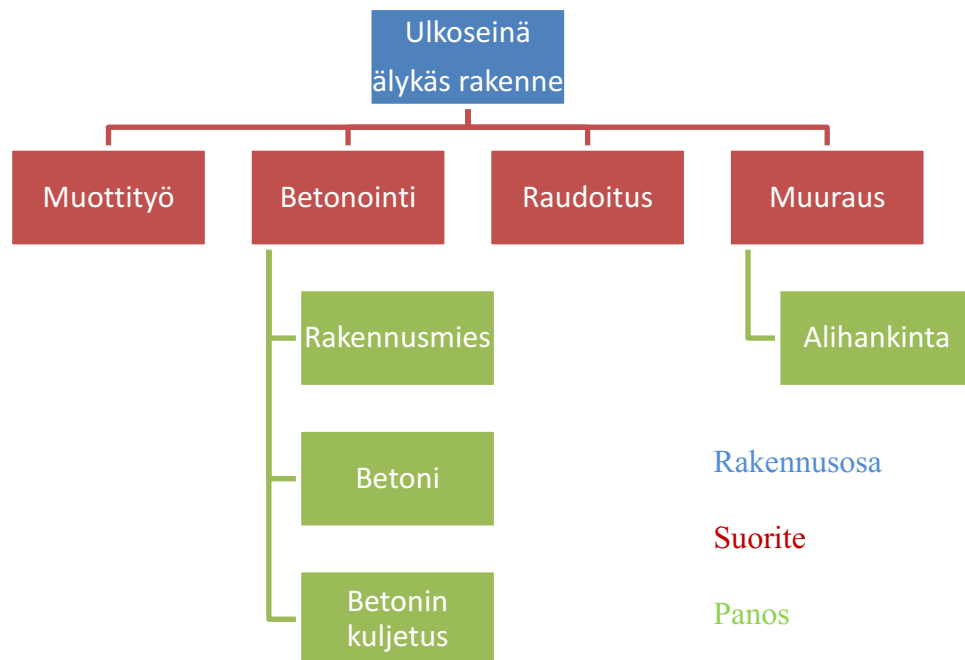 Ulkoseinä
älykäs rakenne
Muottityö
Betonointi
Raudoitus
Muuraus
Rakennusmies
Alihankinta
Betoni
Betonin
kuljetus
Rakennusosa
Suorite
Panos